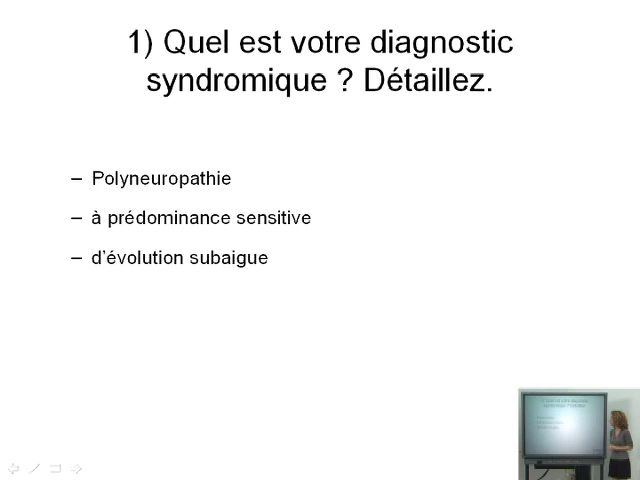 1) Quel est votre diagnostic
syndromique ? Détaillez.
– Polyneuropathie
– à prédominance sensitive
– d'évolution subaigue